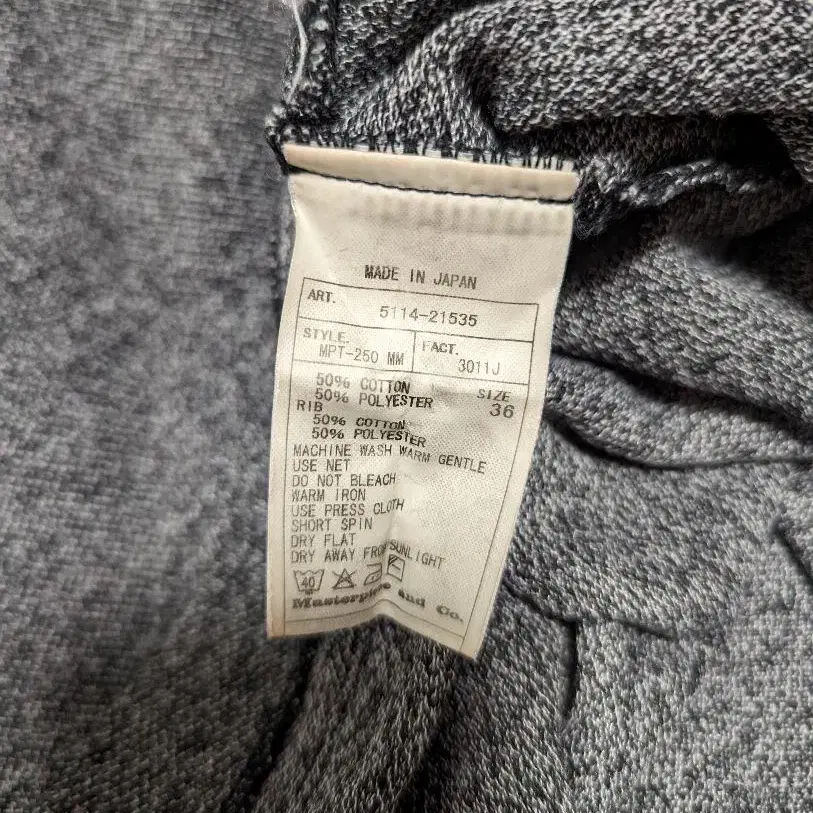 MADE IN JAPAN
ART. 5114-21535
STYLE. MPT-250 MM FACT. 3011J
50% COTTON
50% POLYESTER
SIZE 36
RIB
50% COTTON
50% POLYESTER
MACHINE WASH WARM GENTLE
USE NET
DO NOT BLEACH
WARM IRON
USE PRESS CLOTH
SHORT SPIN
DRY FLAT
DRY AWAY FROM SUNLIGHT
40
Masterpiece and Co.